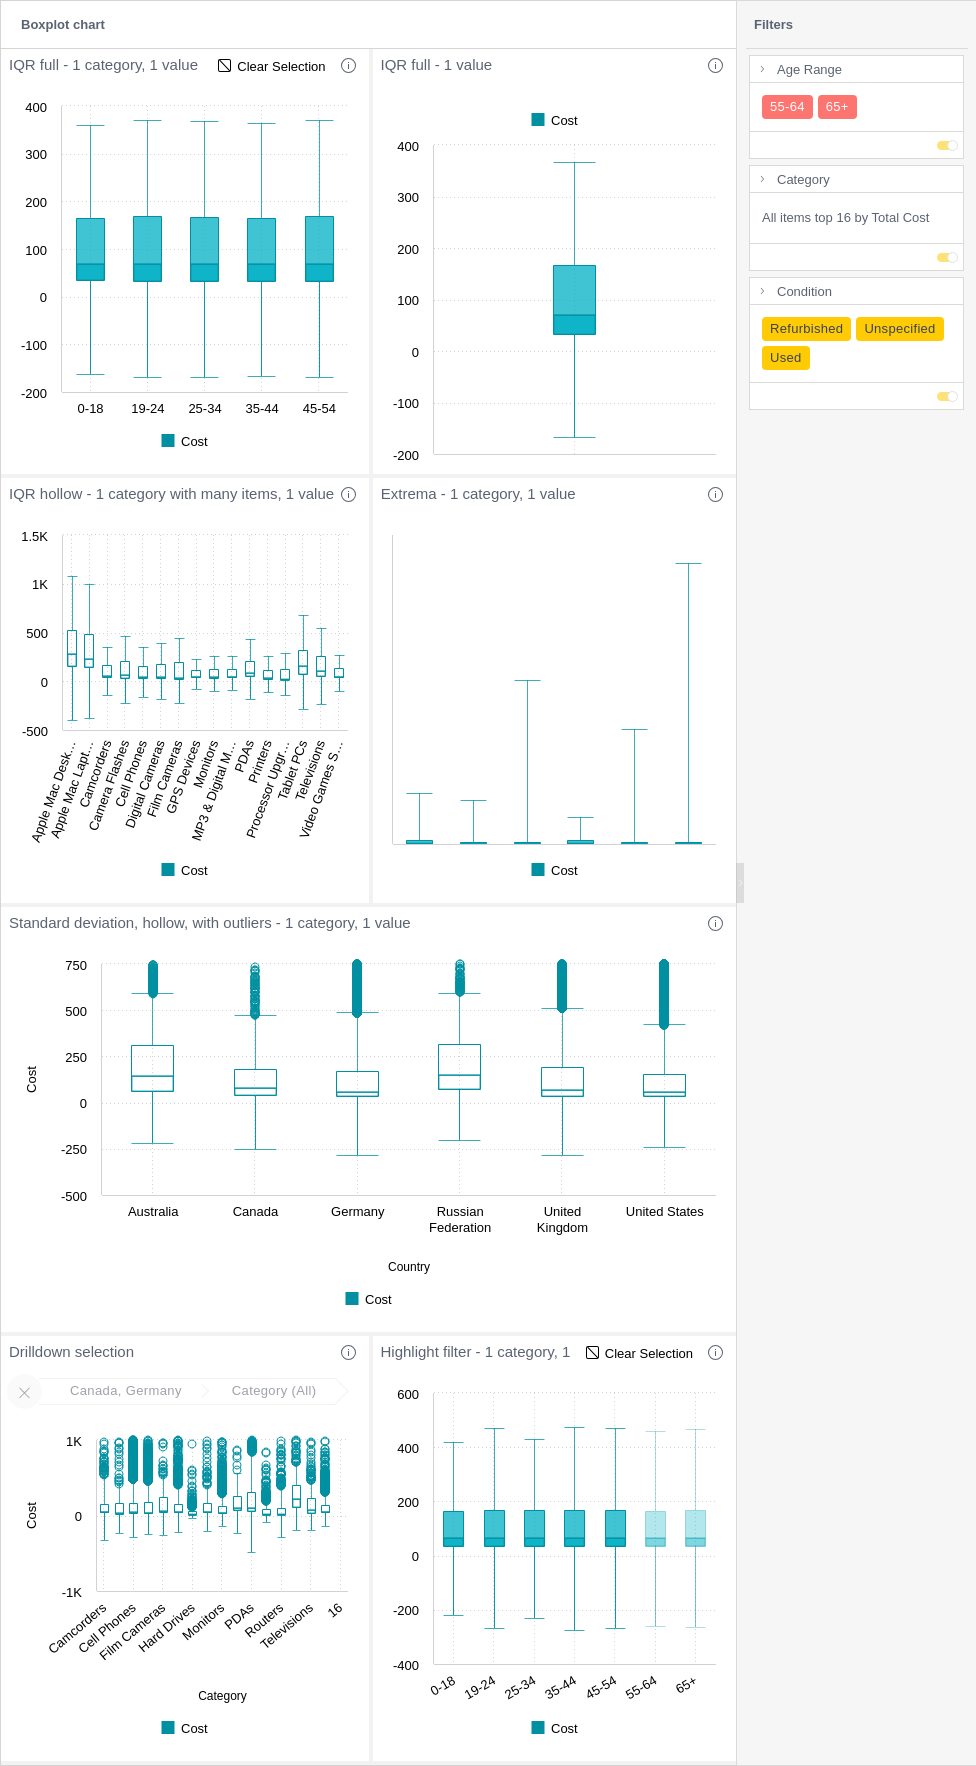 Boxplot chart
Filters
IQR full - 1 category, 1 value
Clear Selection
400
300
200
100
0
-100
-200
0-18
19-24
25-34
35-44
45-54
Cost
IQR full - 1 value
Cost
400
300
200
100
0
-100
-200
Age Range
55-64
65+
Category
All items top 16 by Total Cost
Condition
Refurbished
Unspecified
Used
IQR hollow - 1 category with many items, 1 value
1.5K
1K
500
0
-500
Apple Mac Desk...
Apple Mac Lapt...
Camcorders
Camera Flashes
Cell Phones
Digital Cameras
Film Cameras
GPS Devices
Monitors
MP3 & Digital M...
PDAs
Printers
Processor Upgr...
Tablet PCs
Televisions
Video Games S...
Cost
Extrema - 1 category, 1 value
Cost
Standard deviation, hollow, with outliers - 1 category, 1 value
Cost
750
500
250
0
-250
-500
Australia
Canada
Germany
Russian
Federation
United
Kingdom
United States
Country
Cost
Drilldown selection
Canada, Germany
Category (All)
Cost
1K
0
-1K
Camcorders
Cell Phones
Film Cameras
Hard Drives
Monitors
PDAs
Routers
Televisions
16
Category
Cost
Highlight filter - 1 category, 1
Clear Selection
600
400
200
0
-200
-400
0-18
19-24
25-34
35-44
45-54
55-64
65+
Cost